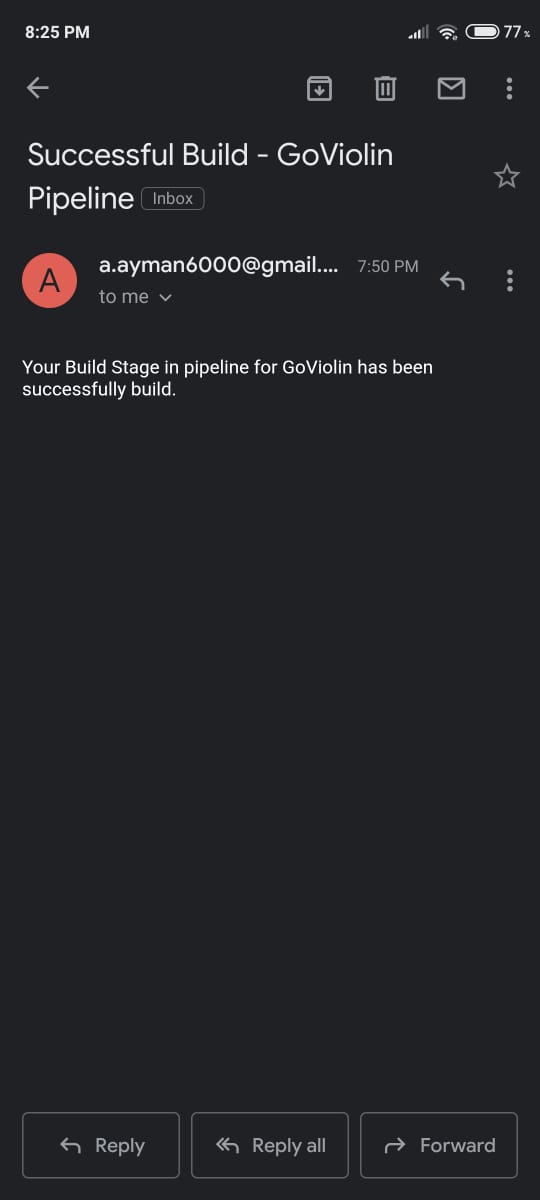 8:25 PM 77%
Successful Build - GoViolin
Pipeline Inbox
A a.ayman6000@gmail.... 7:50 PM
to me
Your Build Stage in pipeline for GoViolin has been
successfully build.
Reply Reply all Forward